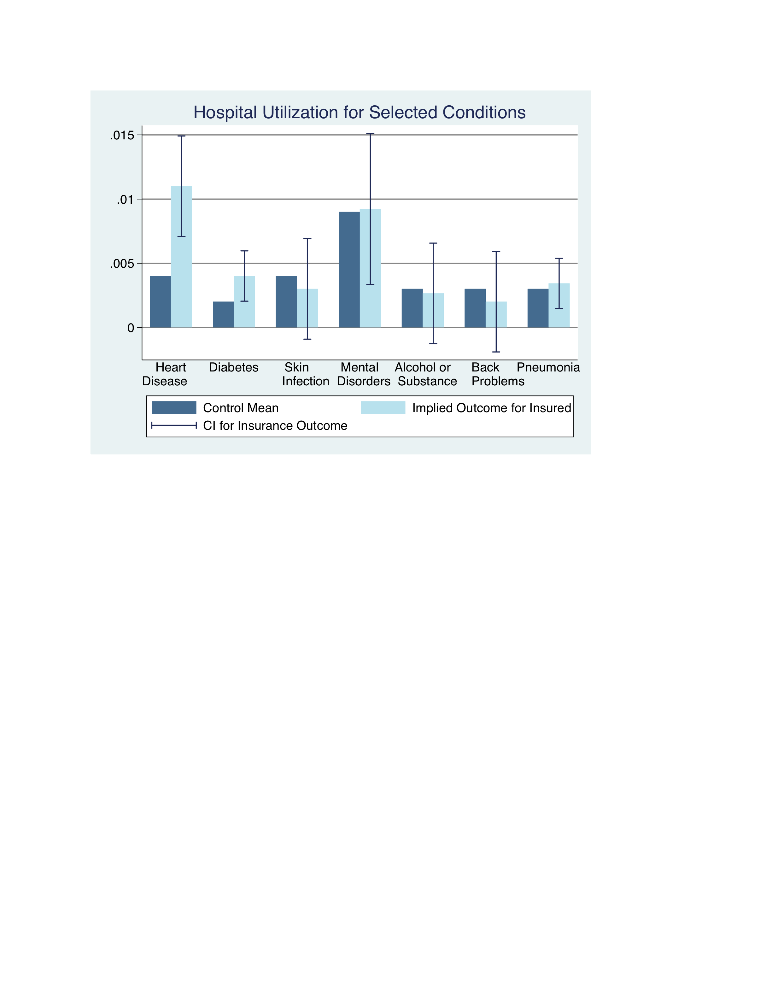 Hospital Utilization for Selected Conditions
.015
.01
.005
0
Heart Disease
Diabetes
Skin Infection
Mental Disorders
Alcohol or Substance
Back Problems
Pneumonia
Control Mean
Implied Outcome for Insured
CI for Insurance Outcome